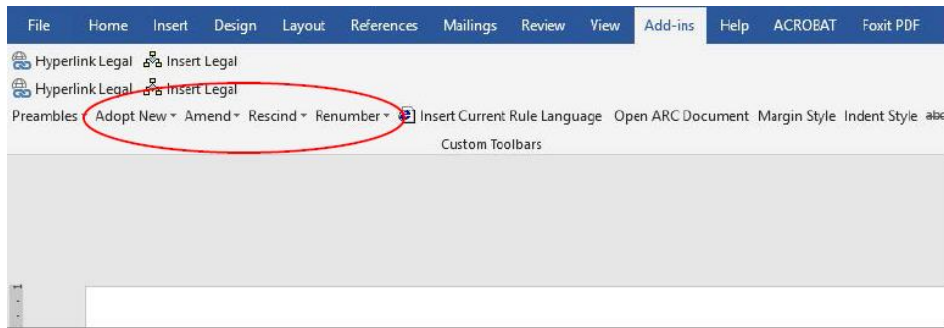 File Home Insert Design Layout References Mailings Review View Add-ins Help ACROBAT Foxit PDF
Hyperlink Legal Insert Legal
Hyperlink Legal Insert Legal
Preambles Adopt New Amend Rescind Renumber Insert Current Rule Language Open ARC Document Margin Style Indent Style abc
Custom Toolbars
1